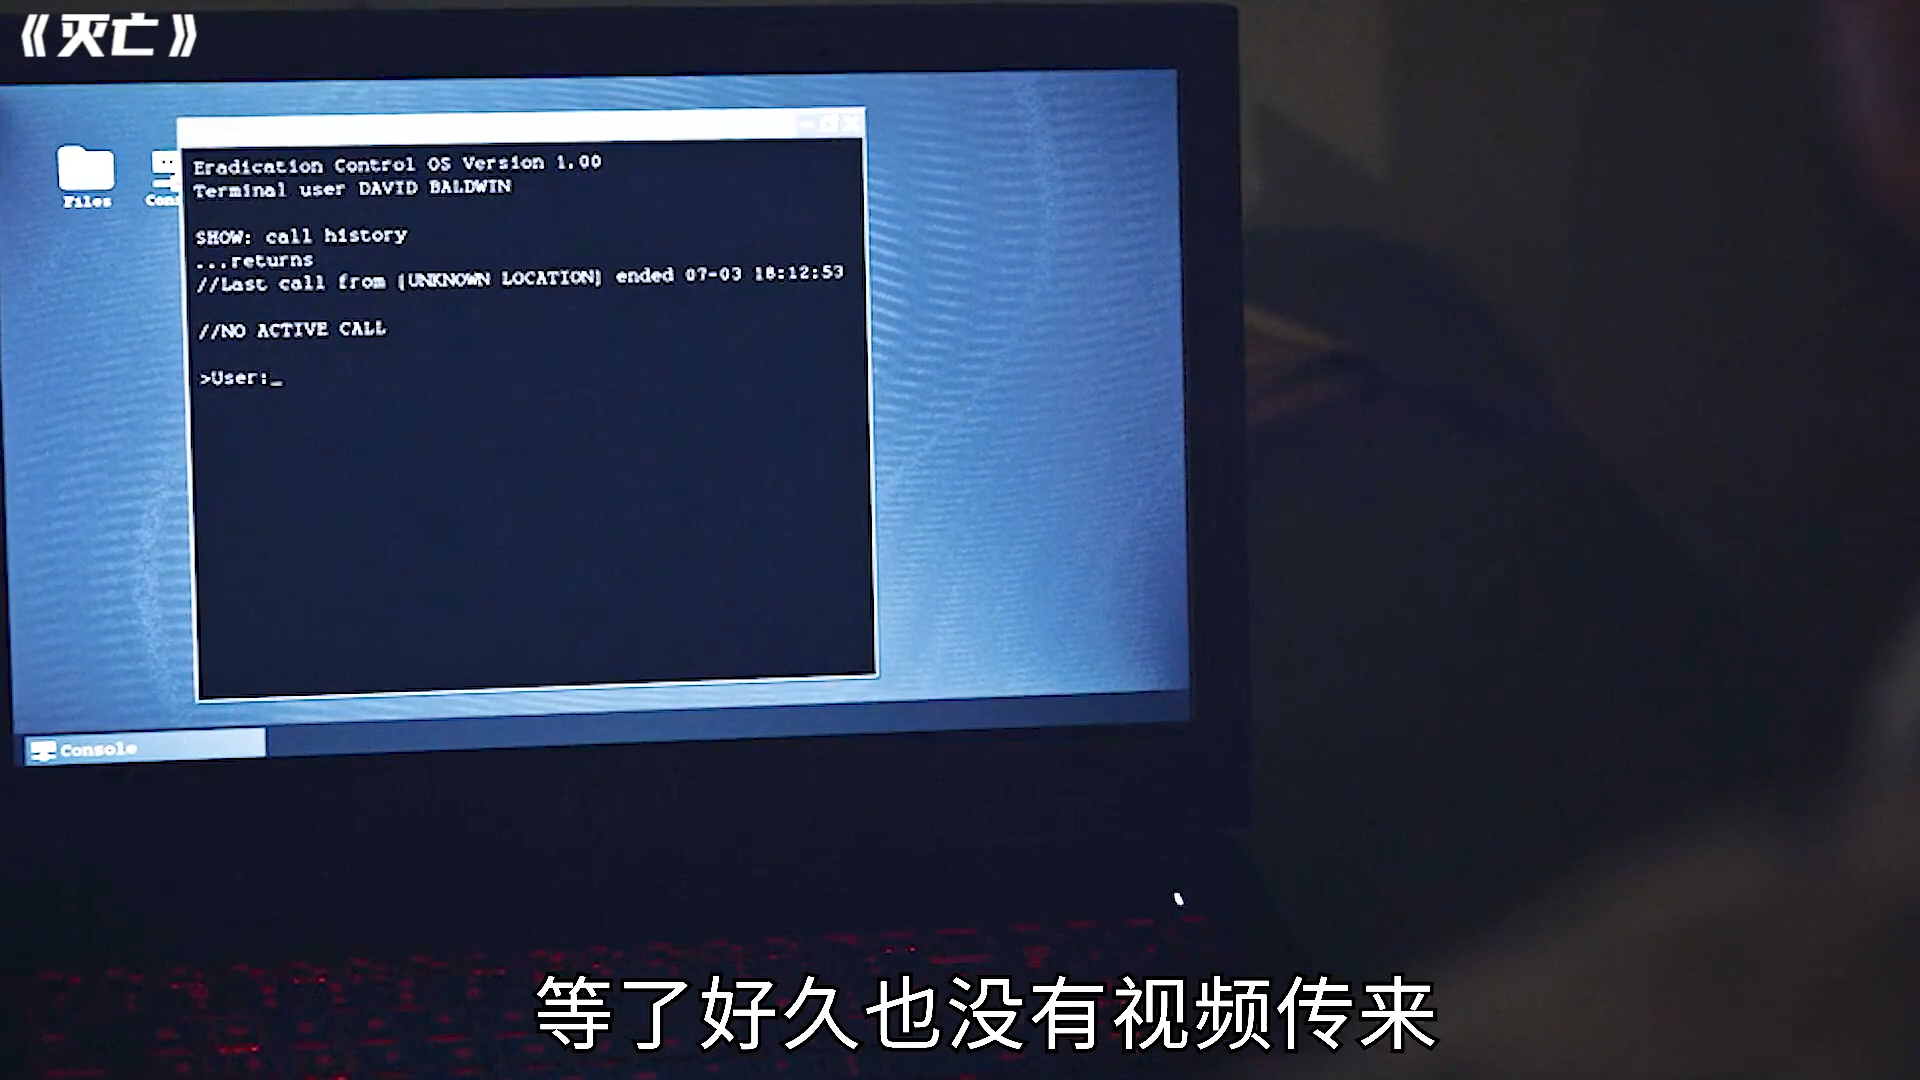 《灭亡》
Files
Eradication Control OS Version 1.00
Terminal user DAVID BALDWIN
SHOW: call history
...returns
//Last call from [UNKNOWN LOCATION] ended 07-03 18:12:53
//NO ACTIVE CALL
>User:_
Console
等了好久也没有视频传来